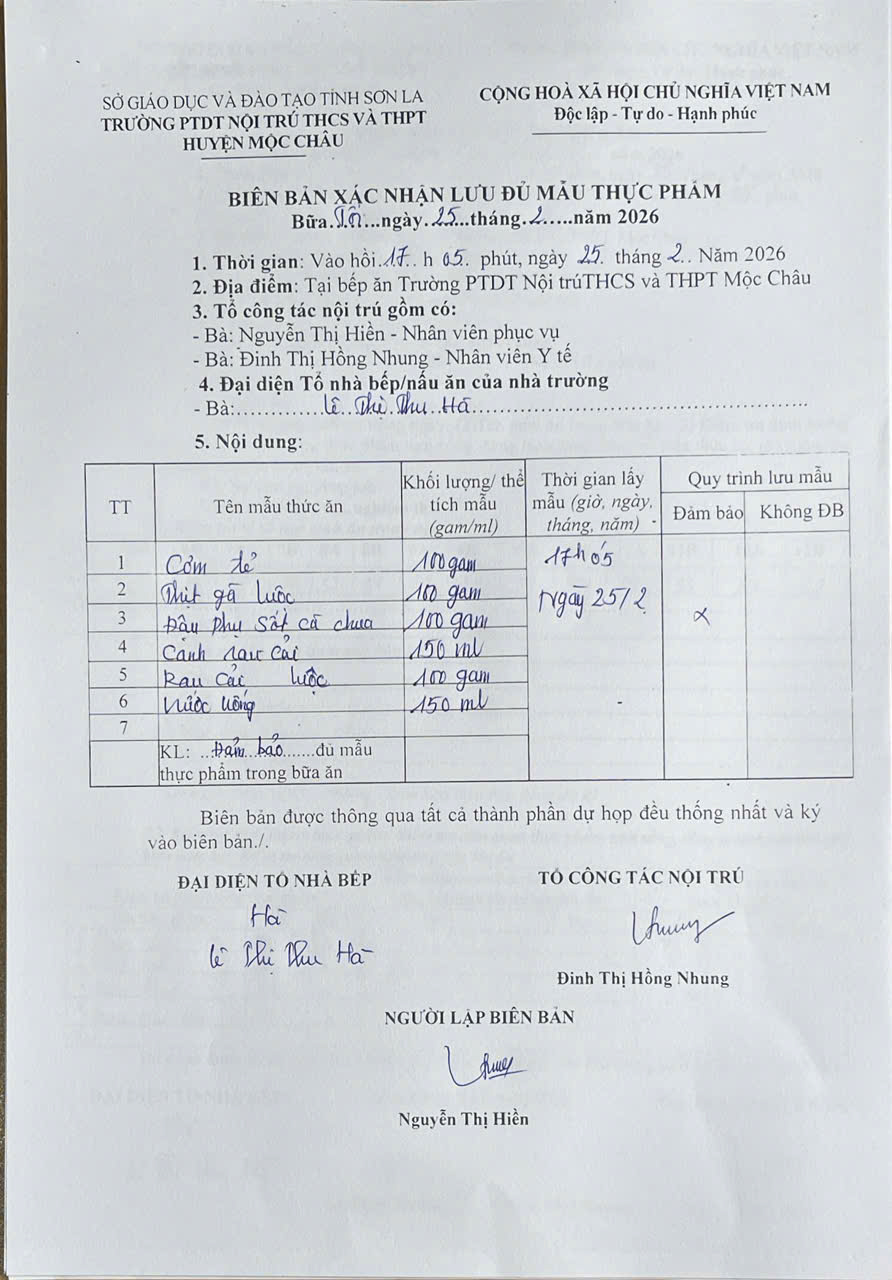 SỞ GIÁO DỤC VÀ ĐÀO TẠO TỈNH SƠN LA
TRƯỜNG PTDT NỘI TRÚ THCS VÀ THPT
HUYỆN MỘC CHÂU
CỘNG HOÀ XÃ HỘI CHỦ NGHĨA VIỆT NAM
Độc lập - Tự do - Hạnh phúc
BIÊN BẢN XÁC NHẬN LƯU ĐỦ MẪU THỰC PHẨM
Bữa.Tối...ngày.25...tháng.2.....năm 2026
1. Thời gian: Vào hồi.17.. h 05. phút, ngày 25. tháng 2.. Năm 2026
2. Địa điểm: Tại bếp ăn Trường PTDT Nội trúTHCS và THPT Mộc Châu
3. Tổ công tác nội trú gồm có:
- Bà: Nguyễn Thị Hiền - Nhân viên phục vụ
- Bà: Đinh Thị Hồng Nhung - Nhân viên Y tế
4. Đại diện Tổ nhà bếp/nấu ăn của nhà trường
- Bà:............Lê..Thị.Thu..Hà..................................................
5. Nội dung:
TT Tên mẫu thức ăn Khối lượng/ thể tích mẫu (gam/ml) Thời gian lấy mẫu (giờ, ngày, tháng, năm) Quy trình lưu mẫu
Đảm bảo Không ĐB
1 Cơm tẻ 100gam 17h05
2 Thịt gà luộc 100 gam Ngày 25/2
3 Đậu phụ sốt cà chua 100 gam x
4 Canh rau cải 150 ml
5 Rau cải luộc 100 gam
6 Nước uống 150 ml
7
KL: ...Đảm bảo.......đủ mẫu
thực phẩm trong bữa ăn
Biên bản được thông qua tất cả thành phần dự họp đều thống nhất và ký
vào biên bản./.
ĐẠI DIỆN TỔ NHÀ BẾP
Hà
Lê Thị Thu Hà
TỔ CÔNG TÁC NỘI TRÚ
Nhung
Đinh Thị Hồng Nhung
NGƯỜI LẬP BIÊN BẢN
Nguyễn Thị Hiền